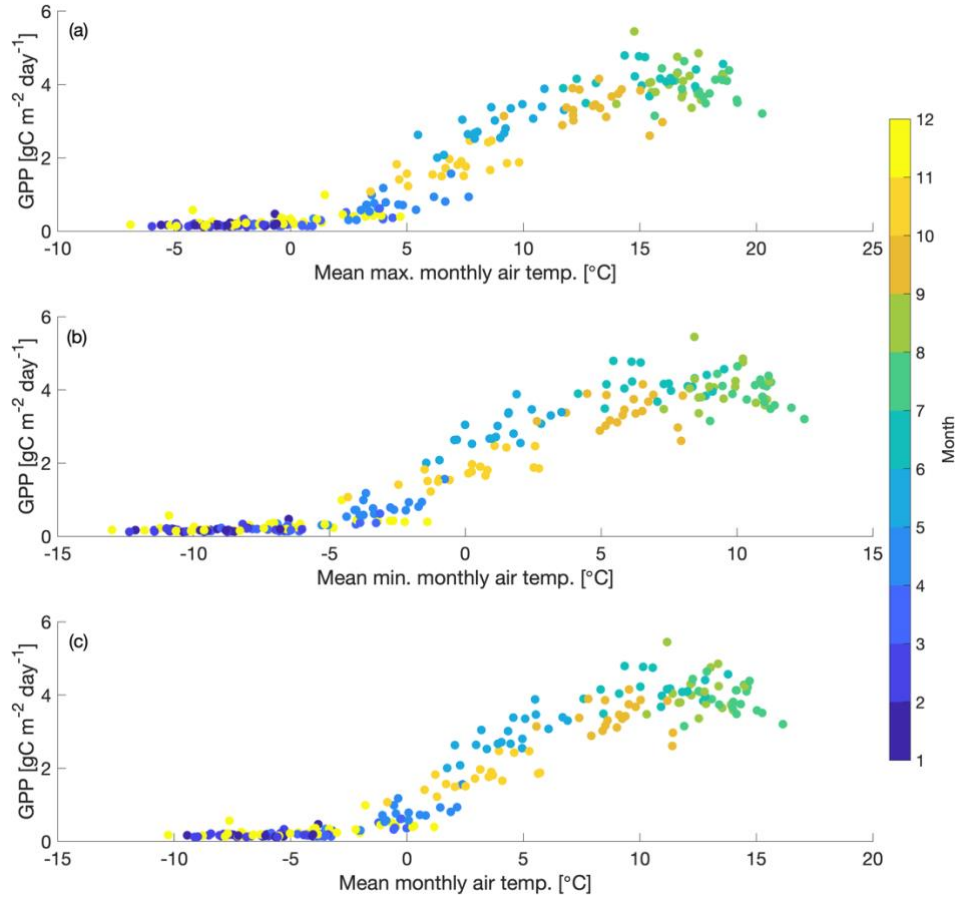 (a)
GPP [gC m⁻² day⁻¹]
6
4
2
0
-10 -5 0 5 10 15 20 25
Mean max. monthly air temp. [°C]
(b)
GPP [gC m⁻² day⁻¹]
6
4
2
0
-15 -10 -5 0 5 10 15
Mean min. monthly air temp. [°C]
(c)
GPP [gC m⁻² day⁻¹]
6
4
2
0
-15 -10 -5 0 5 10 15 20
Mean monthly air temp. [°C]
12
11
10
9
8
7
6
5
4
3
2
1
Month